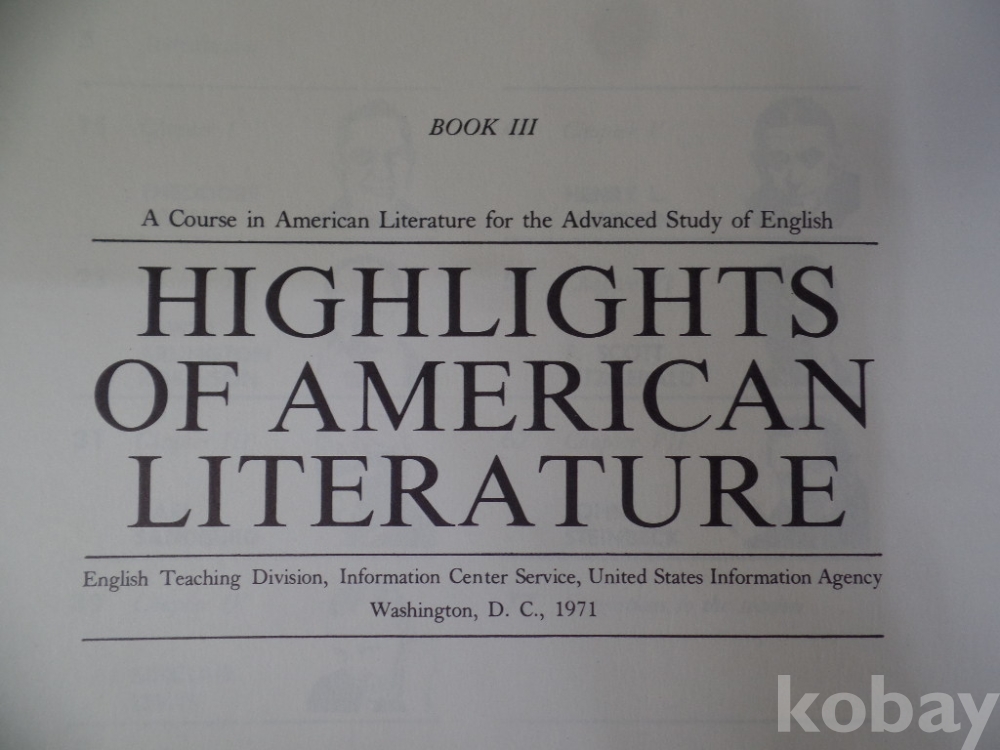 BOOK III
A Course in American Literature for the Advanced Study of English
HIGHLIGHTS
OF AMERICAN
LITERATURE
English Teaching Division, Information Center Service, United States Information Agency
Washington, D. C., 1971
kobay